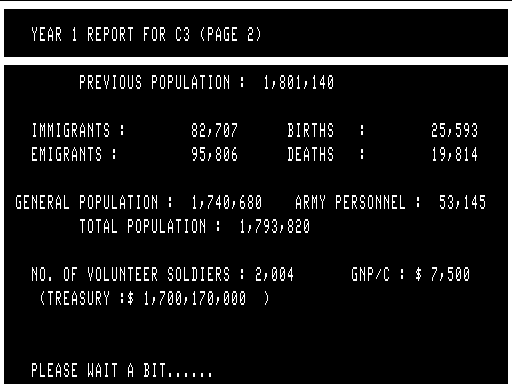 YEAR 1 REPORT FOR C3 (PAGE 2)
PREVIOUS POPULATION : 1,801,140
IMMIGRANTS : 82,707 BIRTHS : 25,593
EMIGRANTS : 95,806 DEATHS : 19,814
GENERAL POPULATION : 1,740,680 ARMY PERSONNEL : 53,145
TOTAL POPULATION : 1,793,820
NO. OF VOLUNTEER SOLDIERS : 2,004 GNP/C : $ 7,500
(TREASURY :$ 1,700,170,000 )
PLEASE WAIT A BIT......